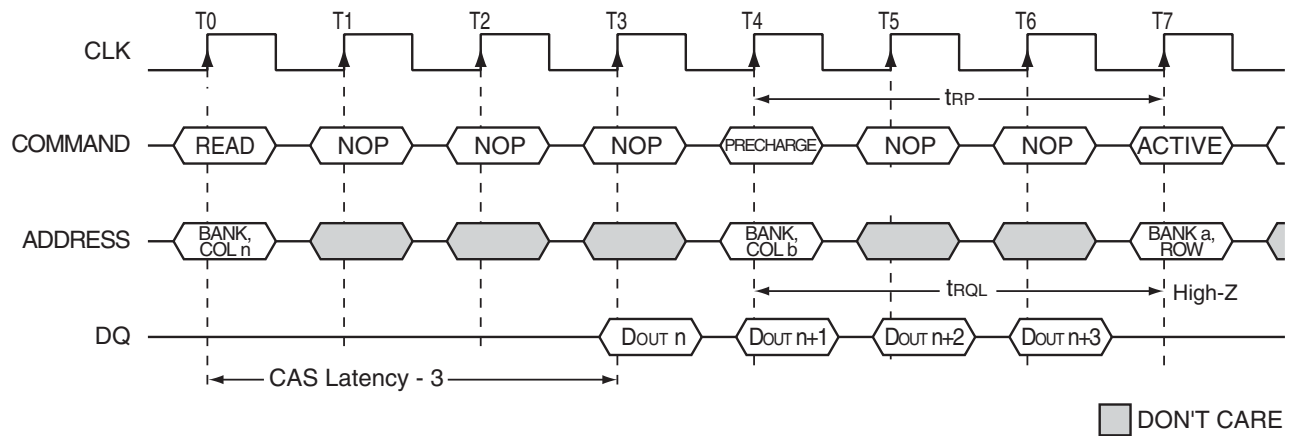 T0 T1 T2 T3 T4 T5 T6 T7
CLK
tRP
COMMAND READ NOP NOP NOP PRECHARGE NOP NOP ACTIVE
ADDRESS BANK, COL n BANK, COL b BANK a, ROW
tRQL High-Z
DQ DOUT n DOUT n+1 DOUT n+2 DOUT n+3
CAS Latency - 3
DON'T CARE